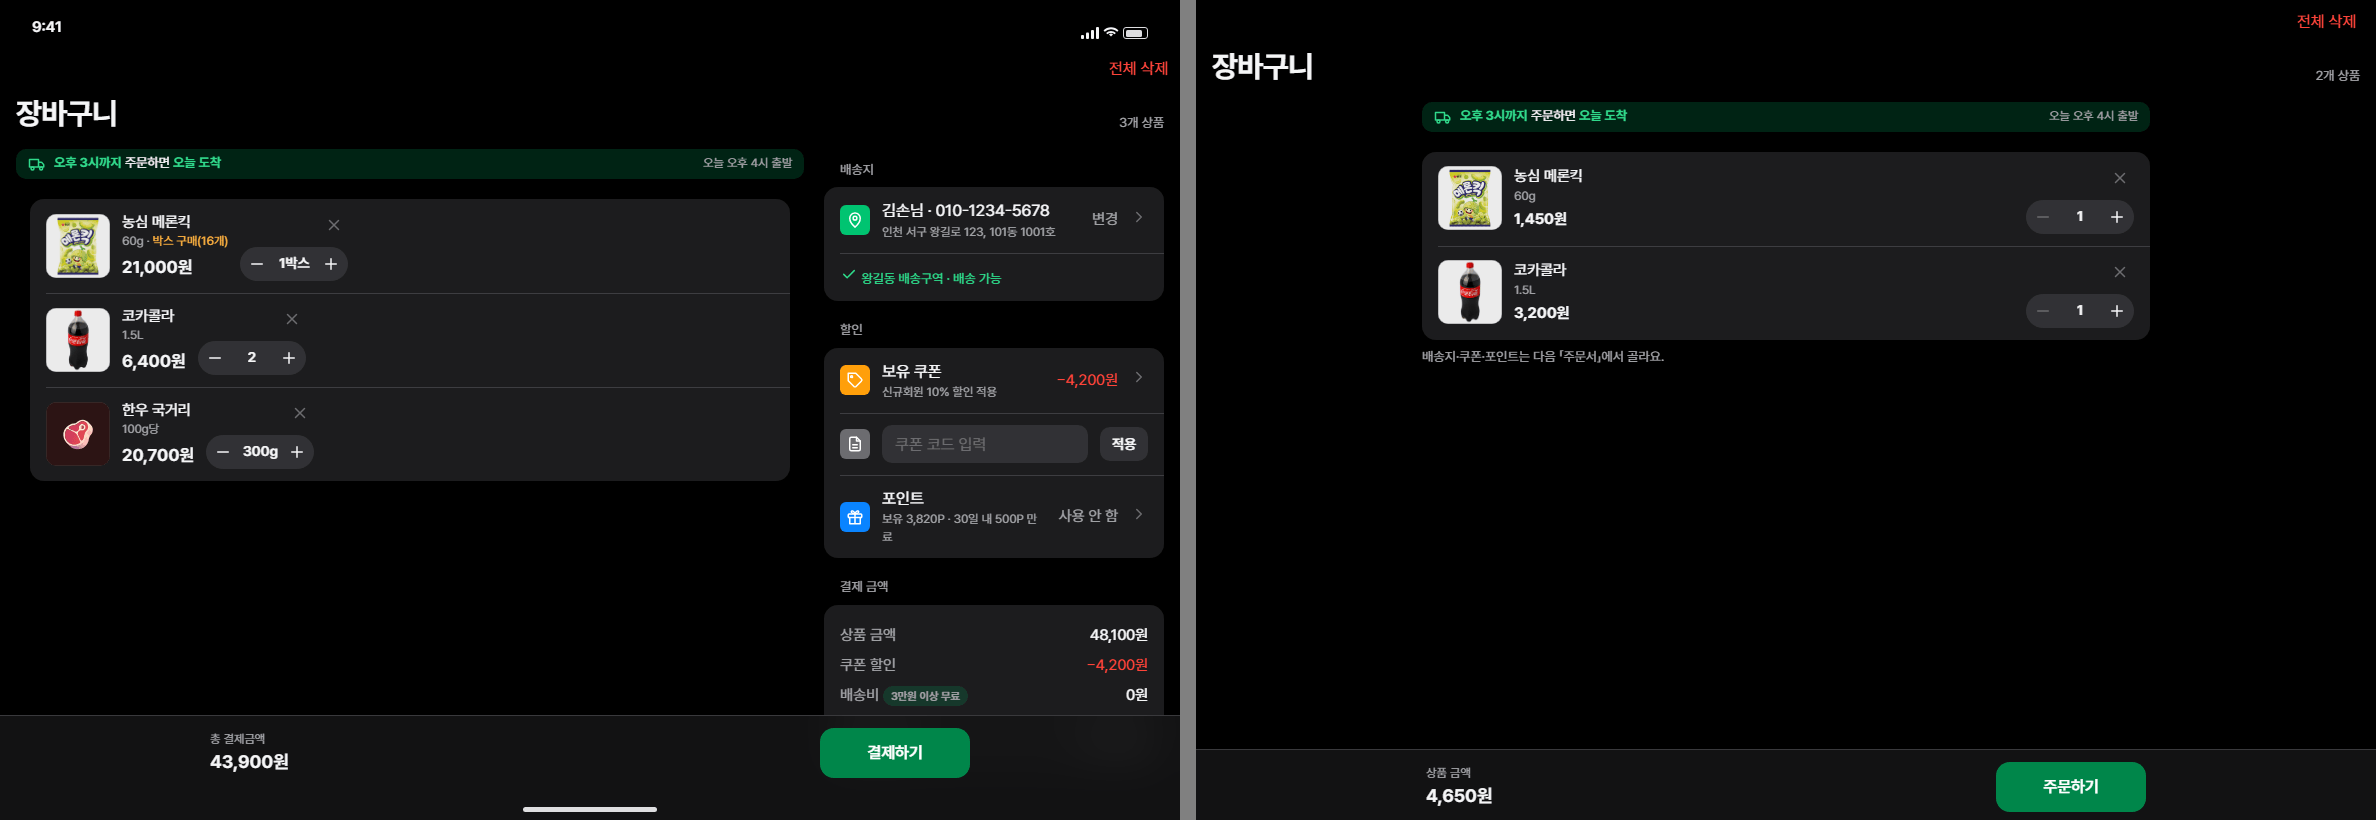 9:41
전체 삭제
장바구니
3개 상품
오후 3시까지 주문하면 오늘 도착
오늘 오후 4시 출발
농심 메론킥
60g · 박스 구매(16개)
21,000원
1박스
코카콜라
1.5L
6,400원
2
한우 국거리
100g당
20,700원
300g
배송지
김손님 · 010-1234-5678
인천 서구 왕길로 123, 101동 1001호
변경
왕길동 배송구역 · 배송 가능
할인
보유 쿠폰
신규회원 10% 할인 적용
−4,200원
쿠폰 코드 입력
적용
포인트
보유 3,820P · 30일 내 500P 만
료
사용 안 함
결제 금액
상품 금액
48,100원
쿠폰 할인
−4,200원
배송비 3만원 이상 무료
0원
총 결제금액
43,900원
결제하기
전체 삭제
장바구니
2개 상품
오후 3시까지 주문하면 오늘 도착
오늘 오후 4시 출발
농심 메론킥
60g
1,450원
1
코카콜라
1.5L
3,200원
1
배송지·쿠폰·포인트는 다음 「주문서」에서 골라요.
상품 금액
4,650원
주문하기
메론킥
메론킥